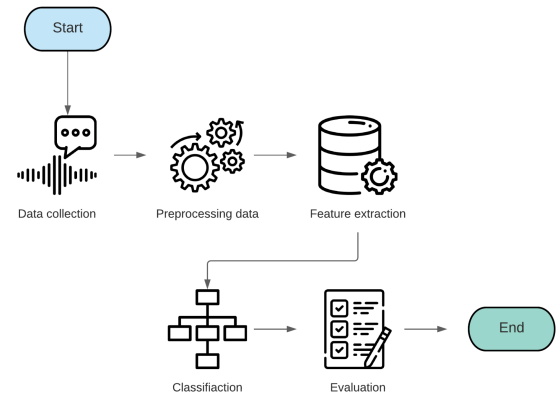 Start
Data collection
Preprocessing data
Feature extraction
Classifiaction
Evaluation
End